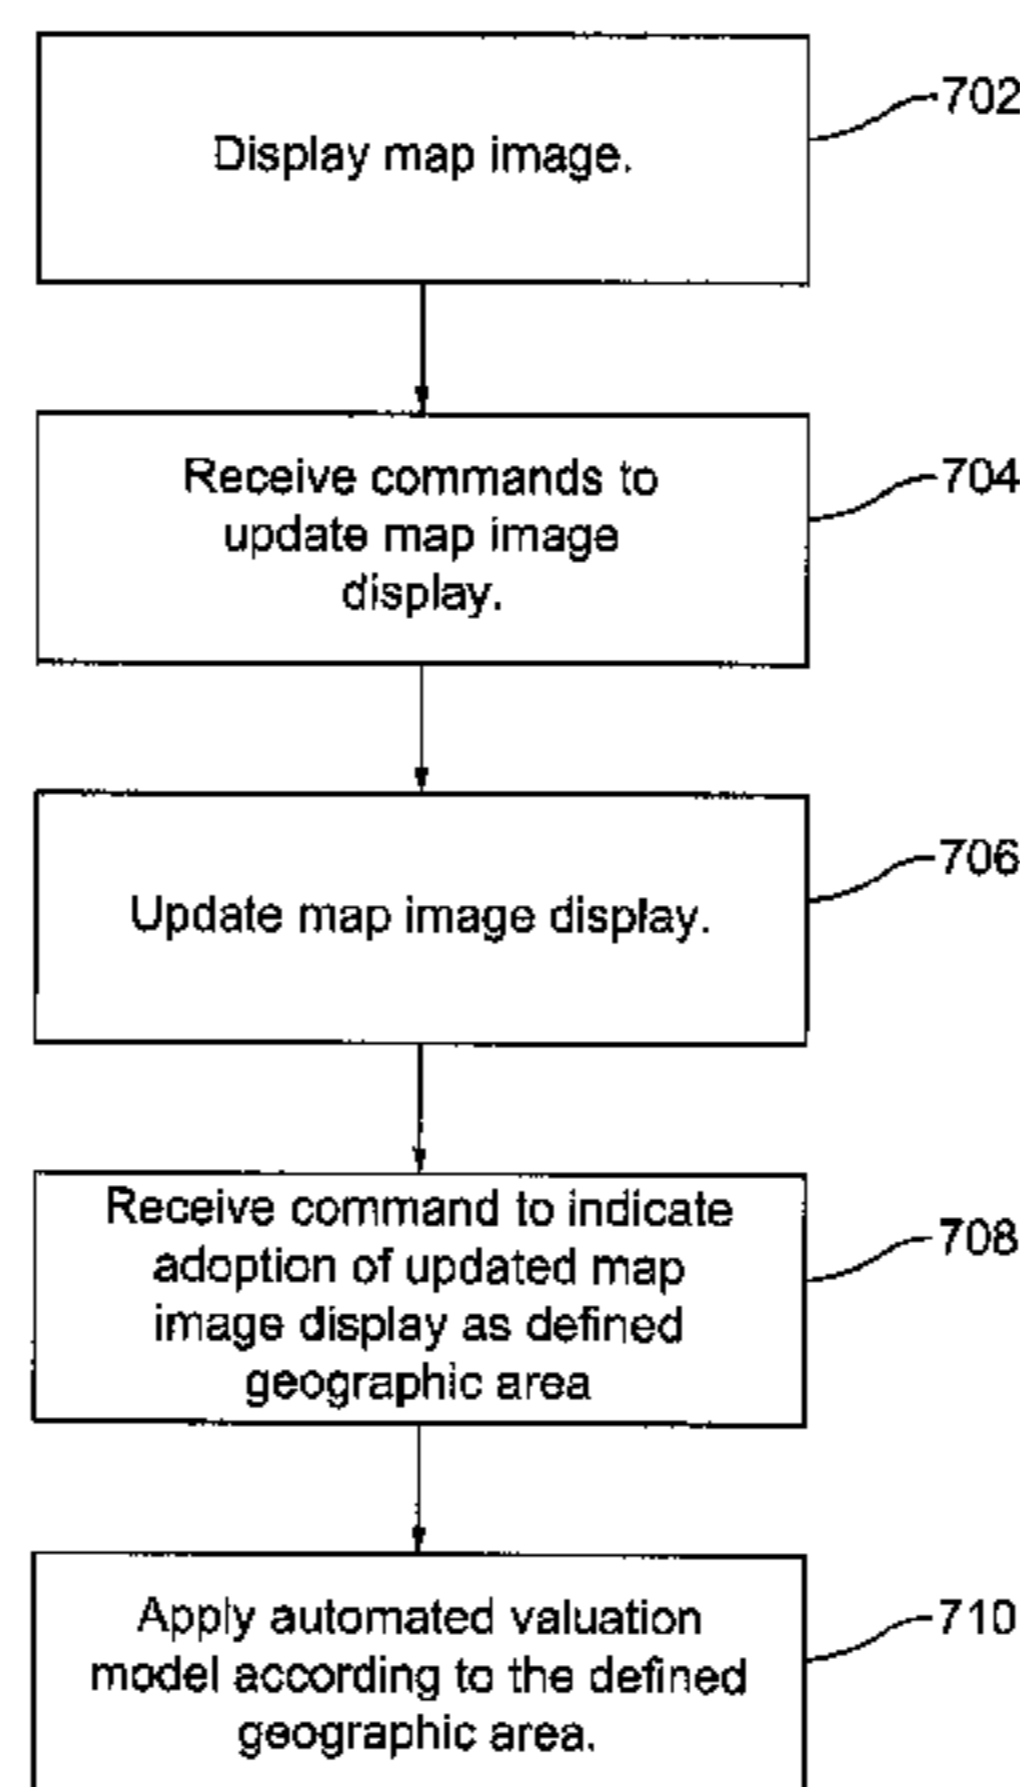 Display map image.
702
Receive commands to
update map image
display.
704
Update map image display.
706
Receive command to indicate
adoption of updated map
image display as defined
geographic area
708
Apply automated valuation
model according to the defined
geographic area.
710